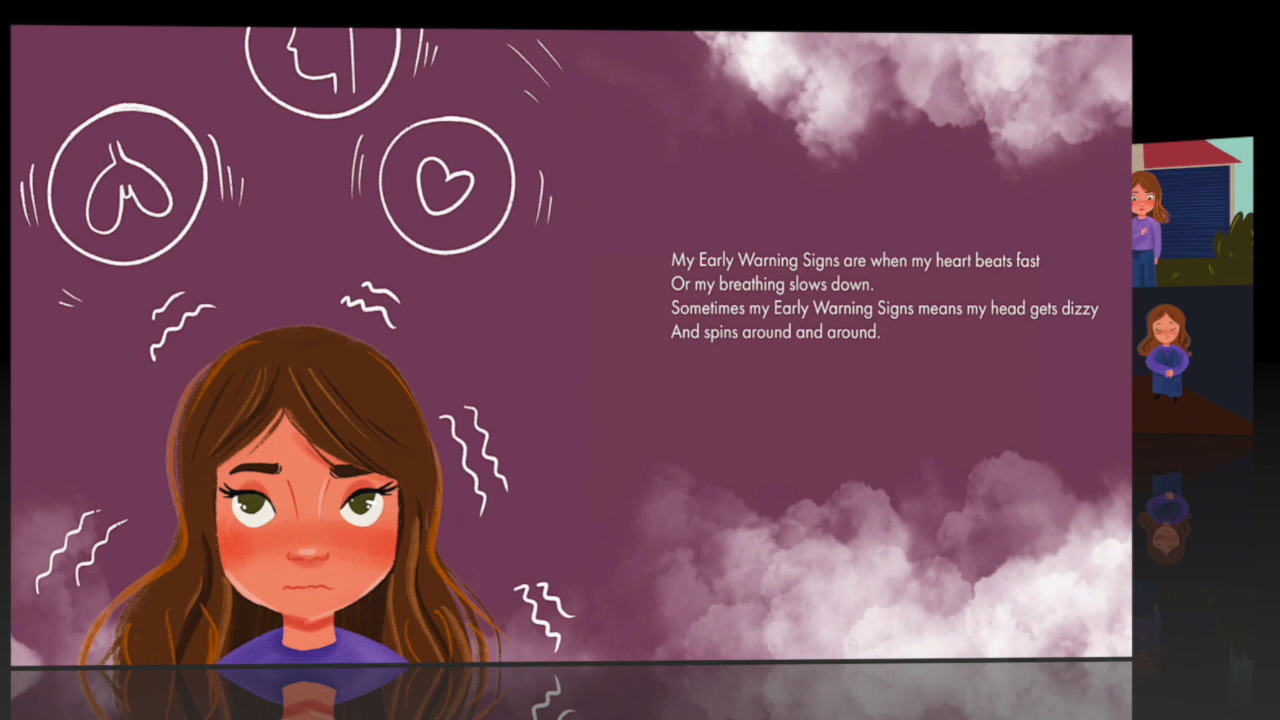 My Early Warning Signs are when my heart beats fast
Or my breathing slows down.
Sometimes my Early Warning Signs means my head gets dizzy
And spins around and around.